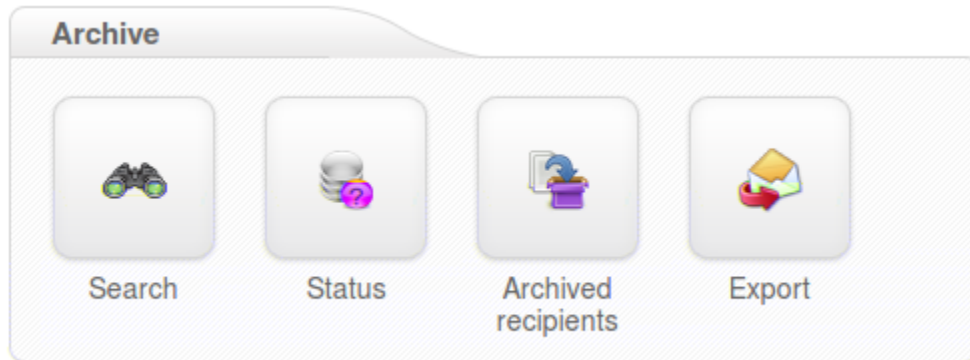 Archive
Search
Status
Archived
recipients
Export
?